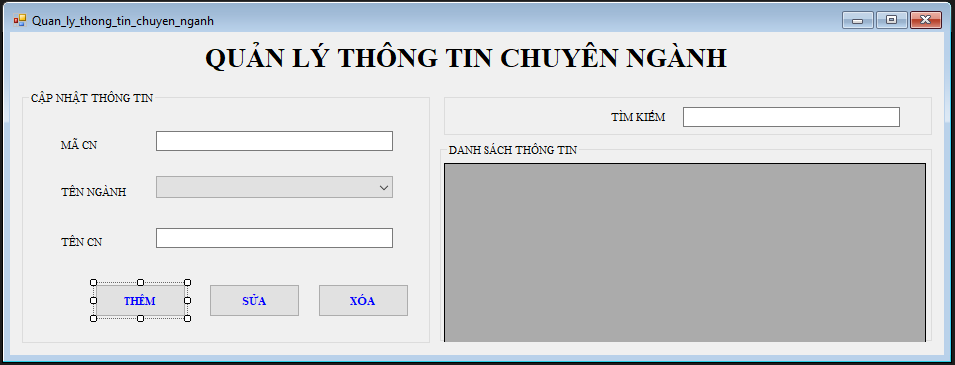 Quan_ly_thong_tin_chuyen_nganh
QUẢN LÝ THÔNG TIN CHUYÊN NGÀNH
CẬP NHẬT THÔNG TIN
MÃ CN
TÊN NGÀNH
TÊN CN
THÊM
SỬA
XÓA
TÌM KIẾM
DANH SÁCH THÔNG TIN